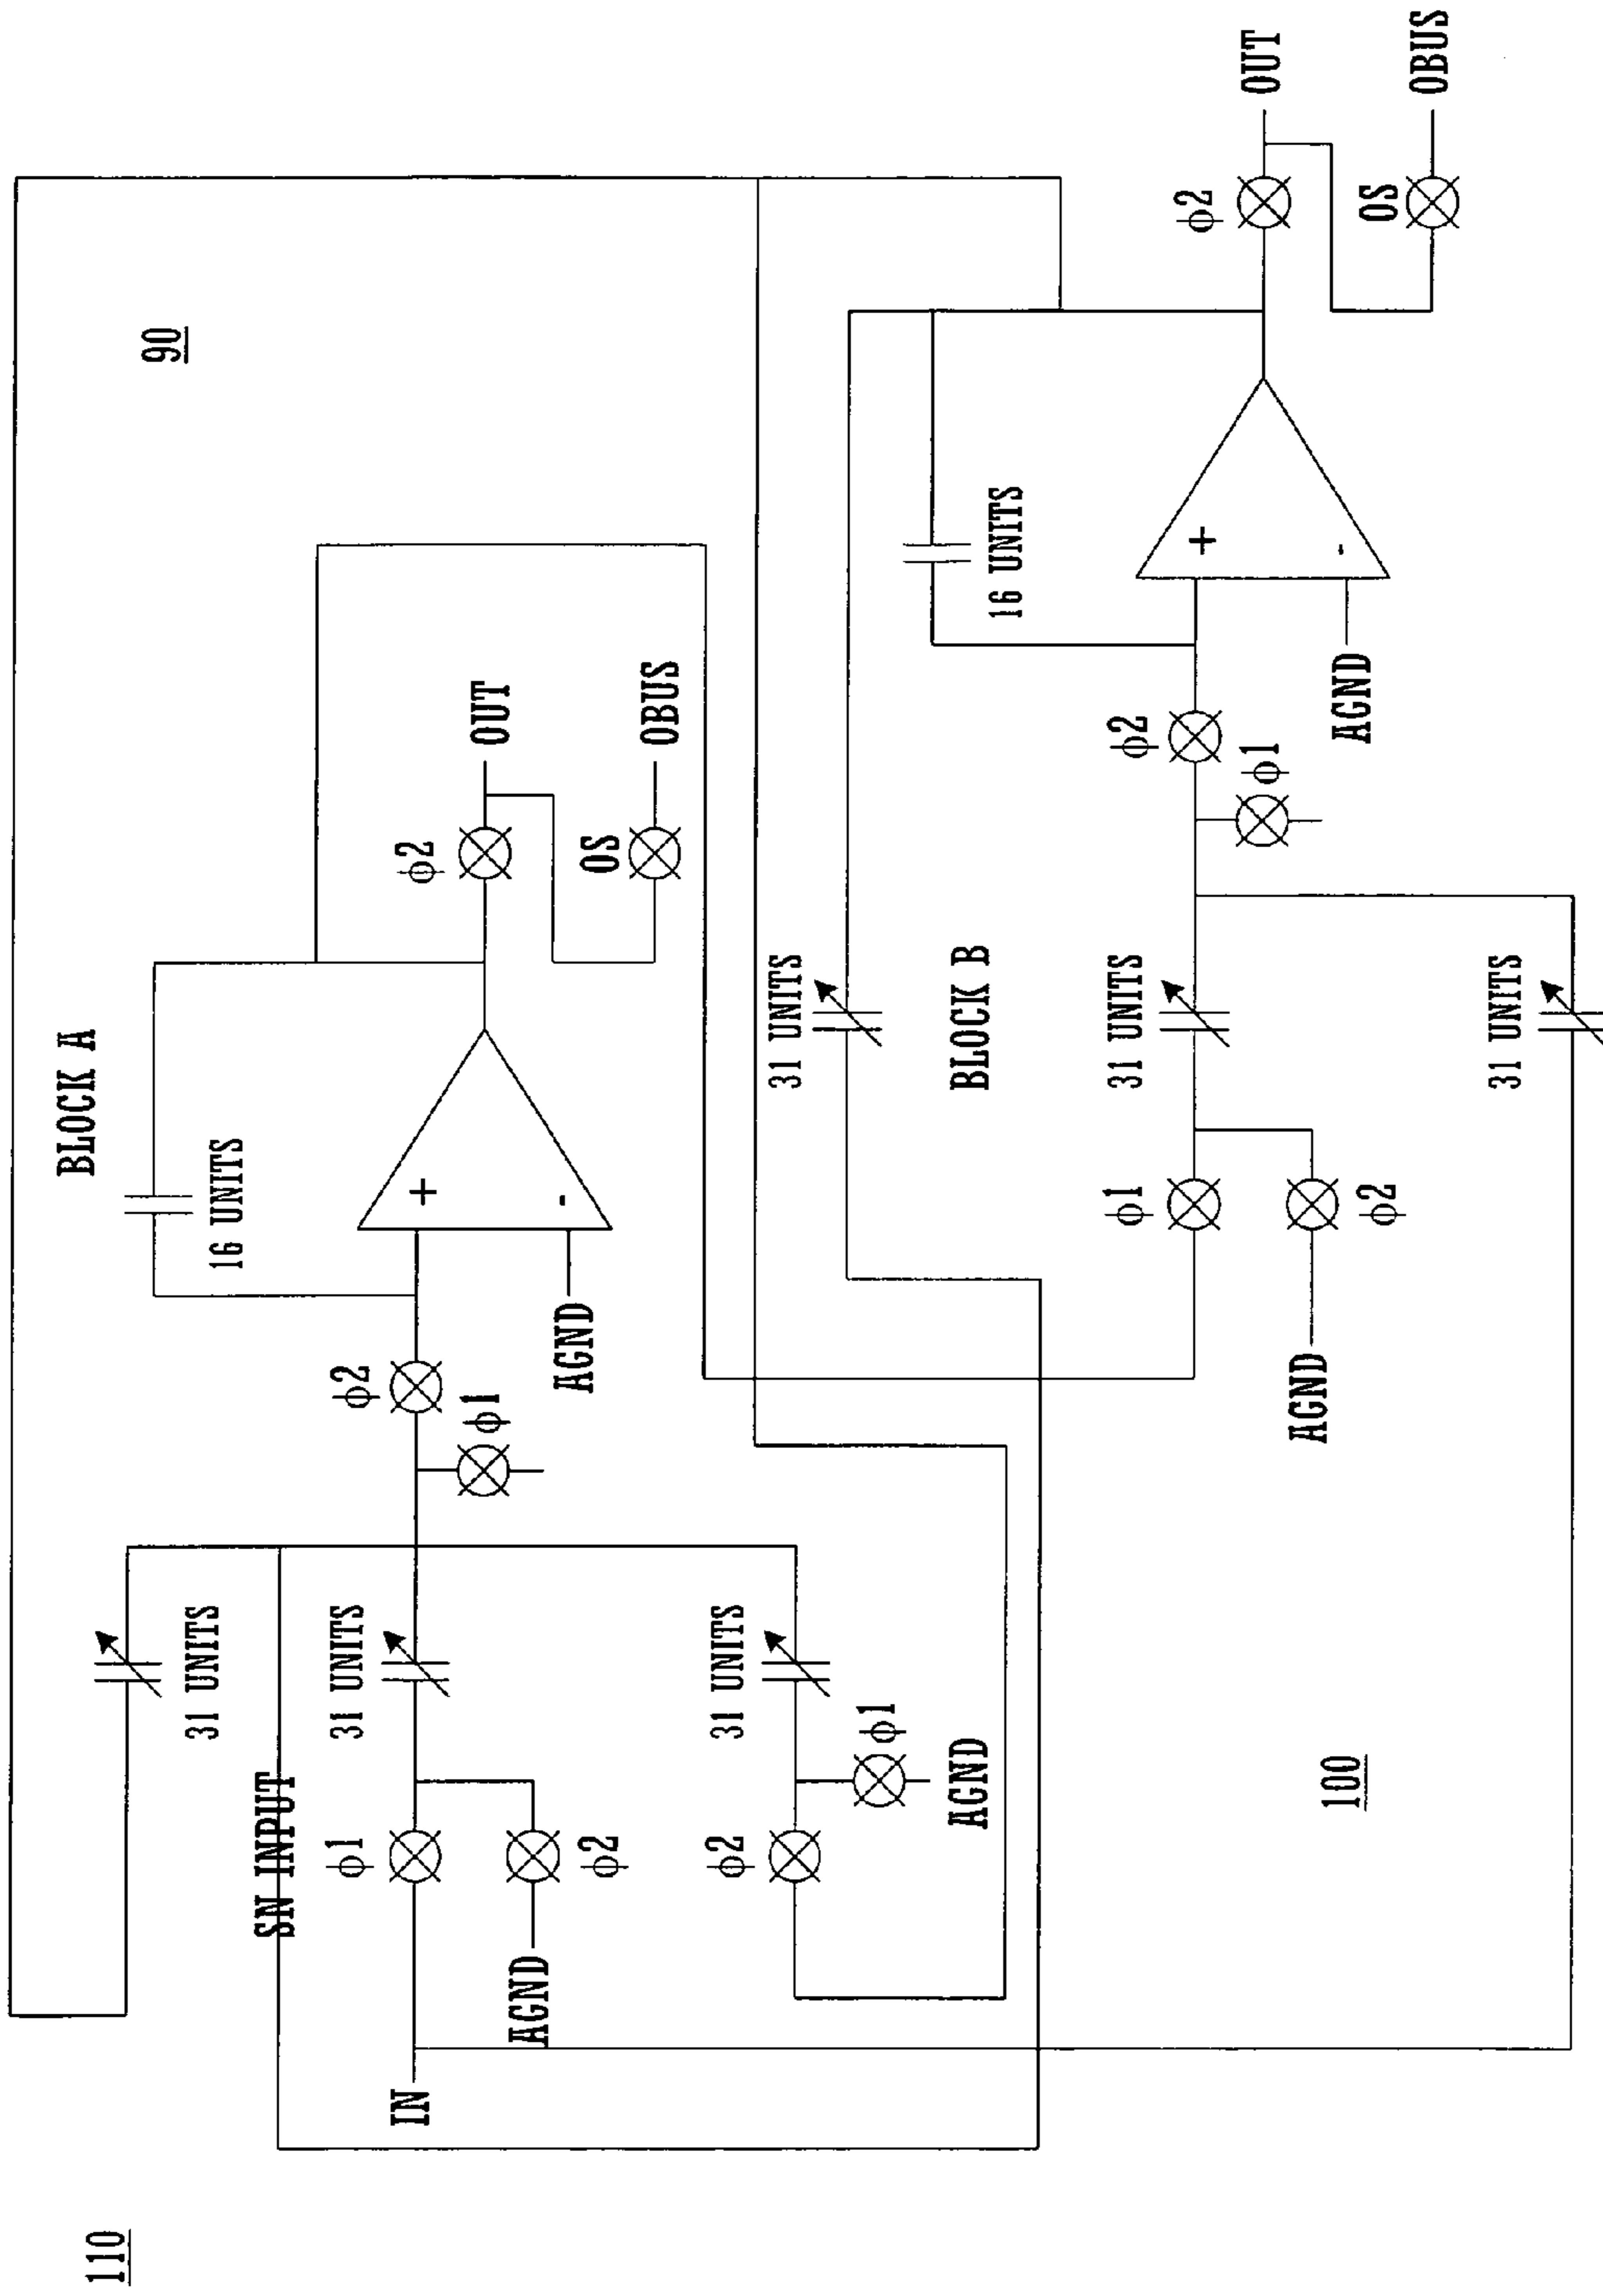 110
BLOCK A
90
31 UNITS
16 UNITS
SN INPUT
31 UNITS
ϕ1
ϕ2
+
ϕ2
OUT
IN
ϕ1
-
AGND
ϕ2
AGND
OS
OBUS
31 UNITS
ϕ2
ϕ1
AGND
31 UNITS
16 UNITS
BLOCK B
31 UNITS
ϕ1
ϕ2
+
ϕ2
OUT
ϕ1
-
AGND
AGND
ϕ2
OS
OBUS
100
31 UNITS